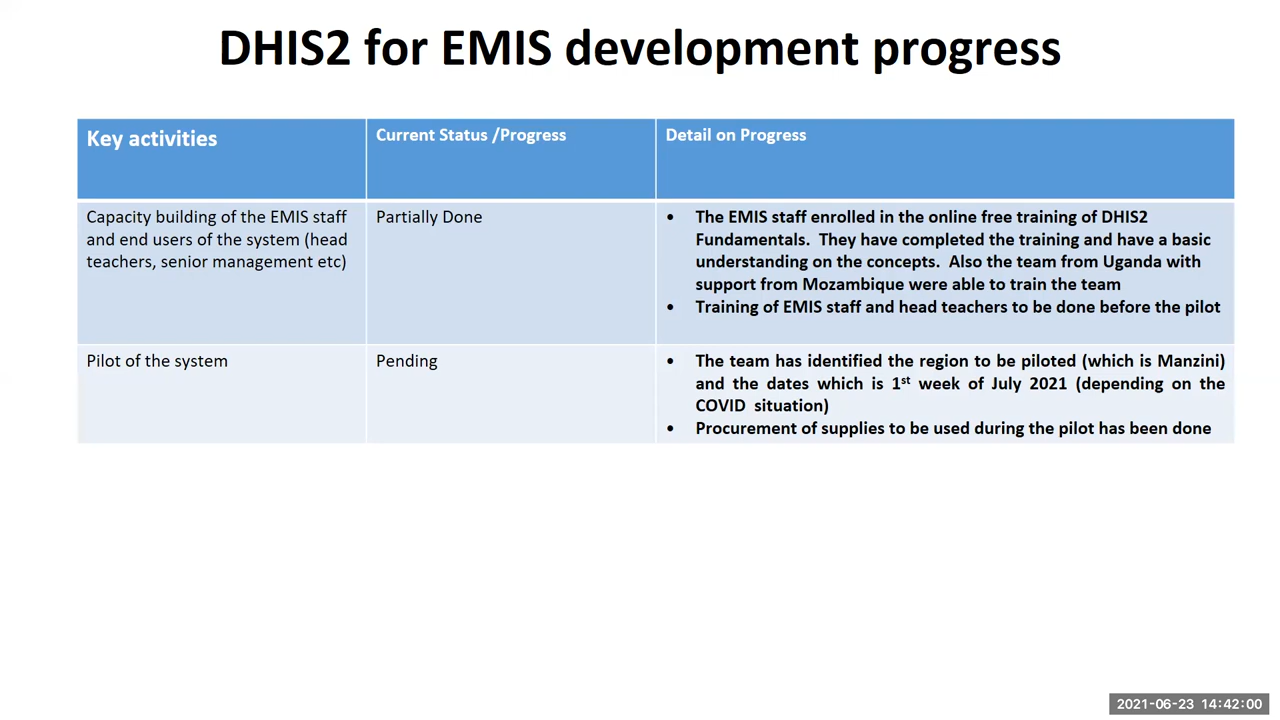 DHIS2 for EMIS development progress
Key activities
Current Status /Progress
Detail on Progress
Capacity building of the EMIS staff
and end users of the system (head
teachers, senior management etc)
Partially Done
• The EMIS staff enrolled in the online free training of DHIS2
Fundamentals. They have completed the training and have a basic
understanding on the concepts. Also the team from Uganda with
support from Mozambique were able to train the team
• Training of EMIS staff and head teachers to be done before the pilot
Pilot of the system
Pending
• The team has identified the region to be piloted (which is Manzini)
and the dates which is 1st week of July 2021 (depending on the
COVID situation)
• Procurement of supplies to be used during the pilot has been done
2021-06-23 14:42:00